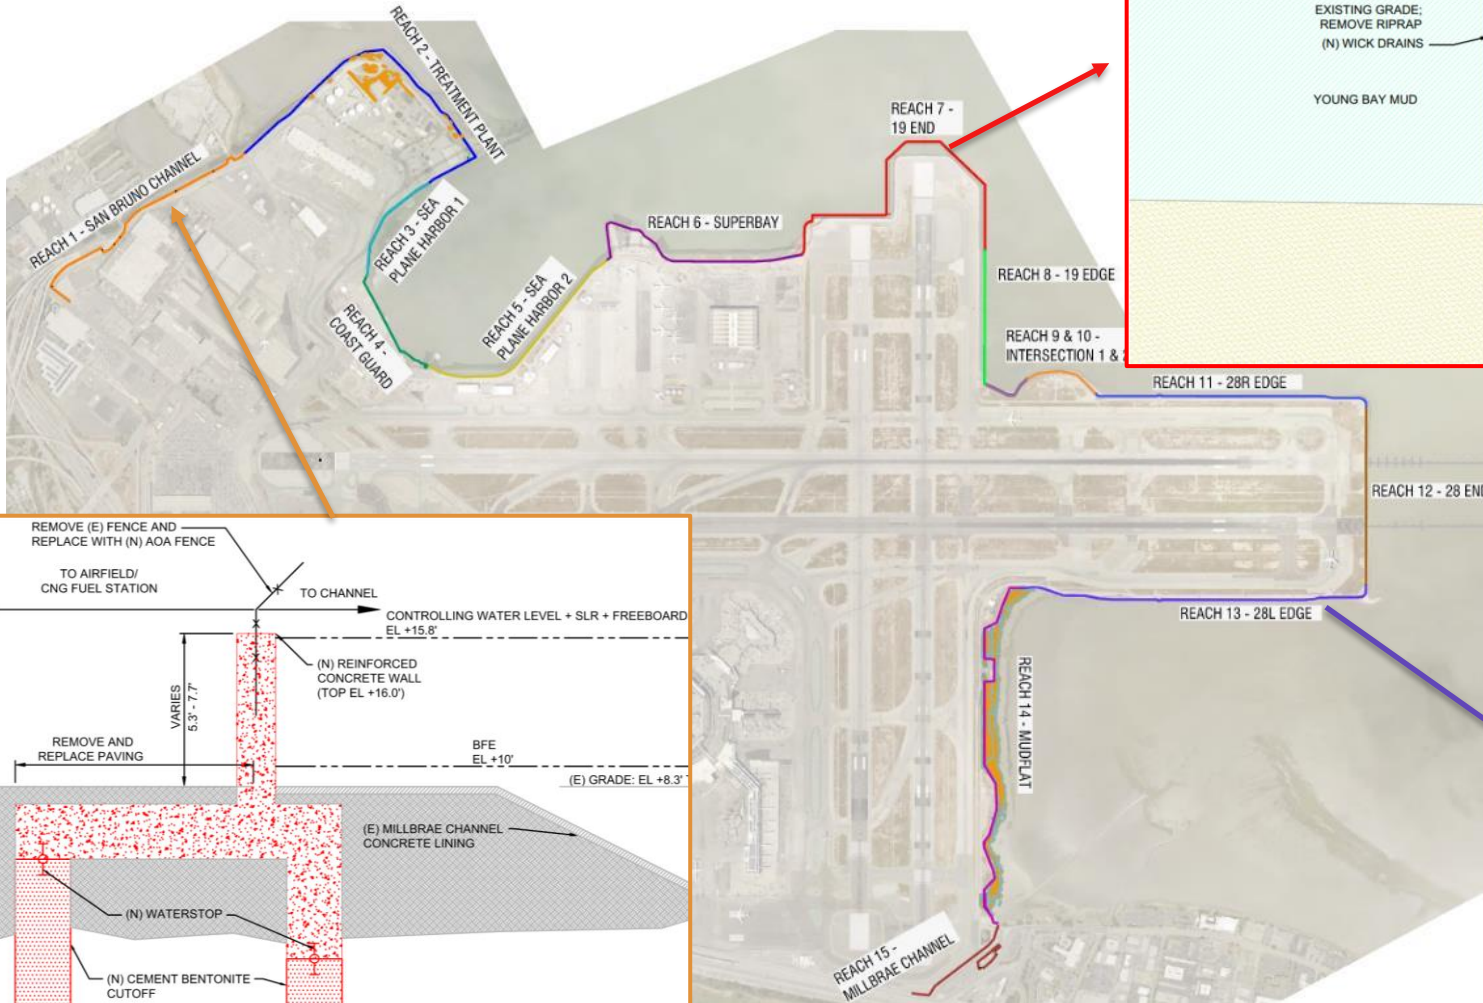 EXISTING GRADE;
REMOVE RIPRAP
(N) WICK DRAINS
YOUNG BAY MUD
REACH 1 - SAN BRUNO CHANNEL
REACH 2 - TREATMENT PLANT
REACH 3 - SEA
PLANE HARBOR 1
REACH 4 -
COAST GUARD
REACH 5 - SEA
PLANE HARBOR 2
REACH 6 - SUPERBAY
REACH 7 -
19 END
REACH 8 - 19 EDGE
REACH 9 & 10 -
INTERSECTION 1 &
REACH 11 - 28R EDGE
REACH 12 - 28 END
REACH 13 - 28L EDGE
REACH 14 - MUDFLAT
REACH 15 -
MILLBRAE CHANNEL
REMOVE (E) FENCE AND
REPLACE WITH (N) AOA FENCE
TO AIRFIELD/
CNG FUEL STATION
TO CHANNEL
CONTROLLING WATER LEVEL + SLR + FREEBOARD
EL +15.8'
(N) REINFORCED
CONCRETE WALL
(TOP EL +16.0')
VARIES
5.3' - 7.7'
REMOVE AND
REPLACE PAVING
BFE
EL +10'
(E) GRADE: EL +8.3'
(E) MILLBRAE CHANNEL
CONCRETE LINING
(N) WATERSTOP
(N) CEMENT BENTONITE
CUTOFF